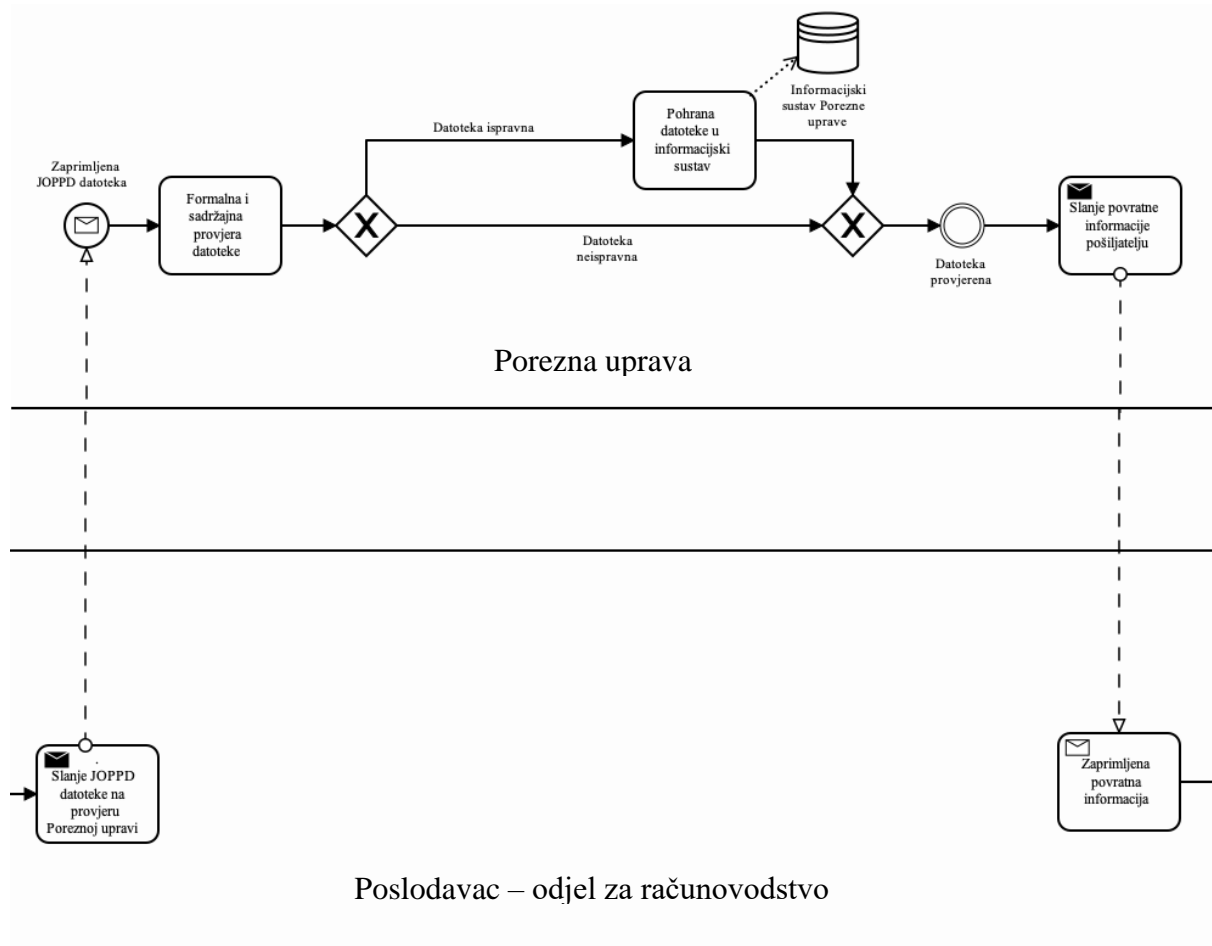 Informacijski
sustav Porezne
uprave
Pohrana
datoteke u
informacijski
sustav
Datoteka ispravna
Zaprimljena
JOPPD datoteka
Formalna i
sadržajna
provjera
datoteke
X
X
Datoteka
neispravna
Datoteka
provjerena
Slanje povratne
informacije
pošiljatelju
Porezna uprava
Slanje JOPPD
datoteke na
provjeru
Poreznoj upravi
Zaprimljena
povratna
informacija
Poslodavac – odjel za računovodstvo